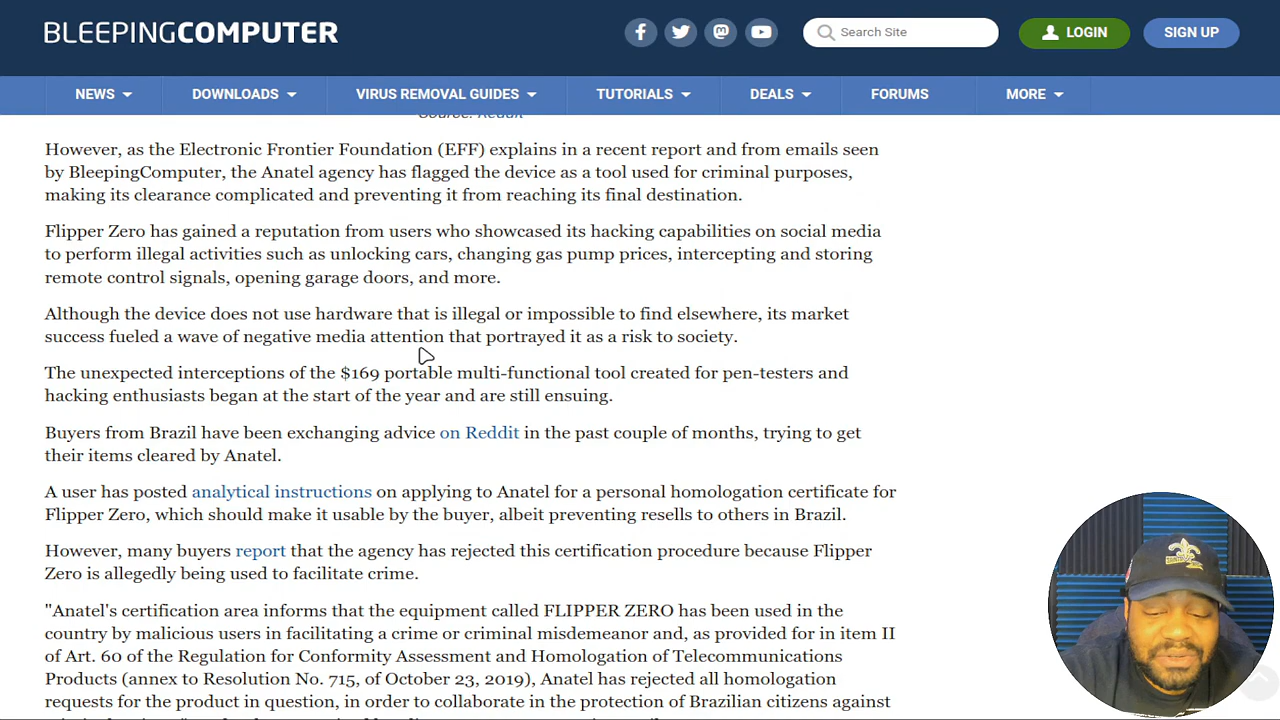 BLEEPINGCOMPUTER
Search Site
LOGIN
SIGN UP
NEWS
DOWNLOADS
VIRUS REMOVAL GUIDES
TUTORIALS
DEALS
FORUMS
MORE
Source: Reddit
However, as the Electronic Frontier Foundation (EFF) explains in a recent report and from emails seen
by BleepingComputer, the Anatel agency has flagged the device as a tool used for criminal purposes,
making its clearance complicated and preventing it from reaching its final destination.
Flipper Zero has gained a reputation from users who showcased its hacking capabilities on social media
to perform illegal activities such as unlocking cars, changing gas pump prices, intercepting and storing
remote control signals, opening garage doors, and more.
Although the device does not use hardware that is illegal or impossible to find elsewhere, its market
success fueled a wave of negative media attention that portrayed it as a risk to society.
The unexpected interceptions of the $169 portable multi-functional tool created for pen-testers and
hacking enthusiasts began at the start of the year and are still ensuing.
Buyers from Brazil have been exchanging advice on Reddit in the past couple of months, trying to get
their items cleared by Anatel.
A user has posted analytical instructions on applying to Anatel for a personal homologation certificate for
Flipper Zero, which should make it usable by the buyer, albeit preventing resells to others in Brazil.
However, many buyers report that the agency has rejected this certification procedure because Flipper
Zero is allegedly being used to facilitate crime.
"Anatel's certification area informs that the equipment called FLIPPER ZERO has been used in the
country by malicious users in facilitating a crime or criminal misdemeanor and, as provided for in item II
of Art. 60 of the Regulation for Conformity Assessment and Homologation of Telecommunications
Products (annex to Resolution No. 715, of October 23, 2019), Anatel has rejected all homologation
requests for the product in question, in order to collaborate in the protection of Brazilian citizens against